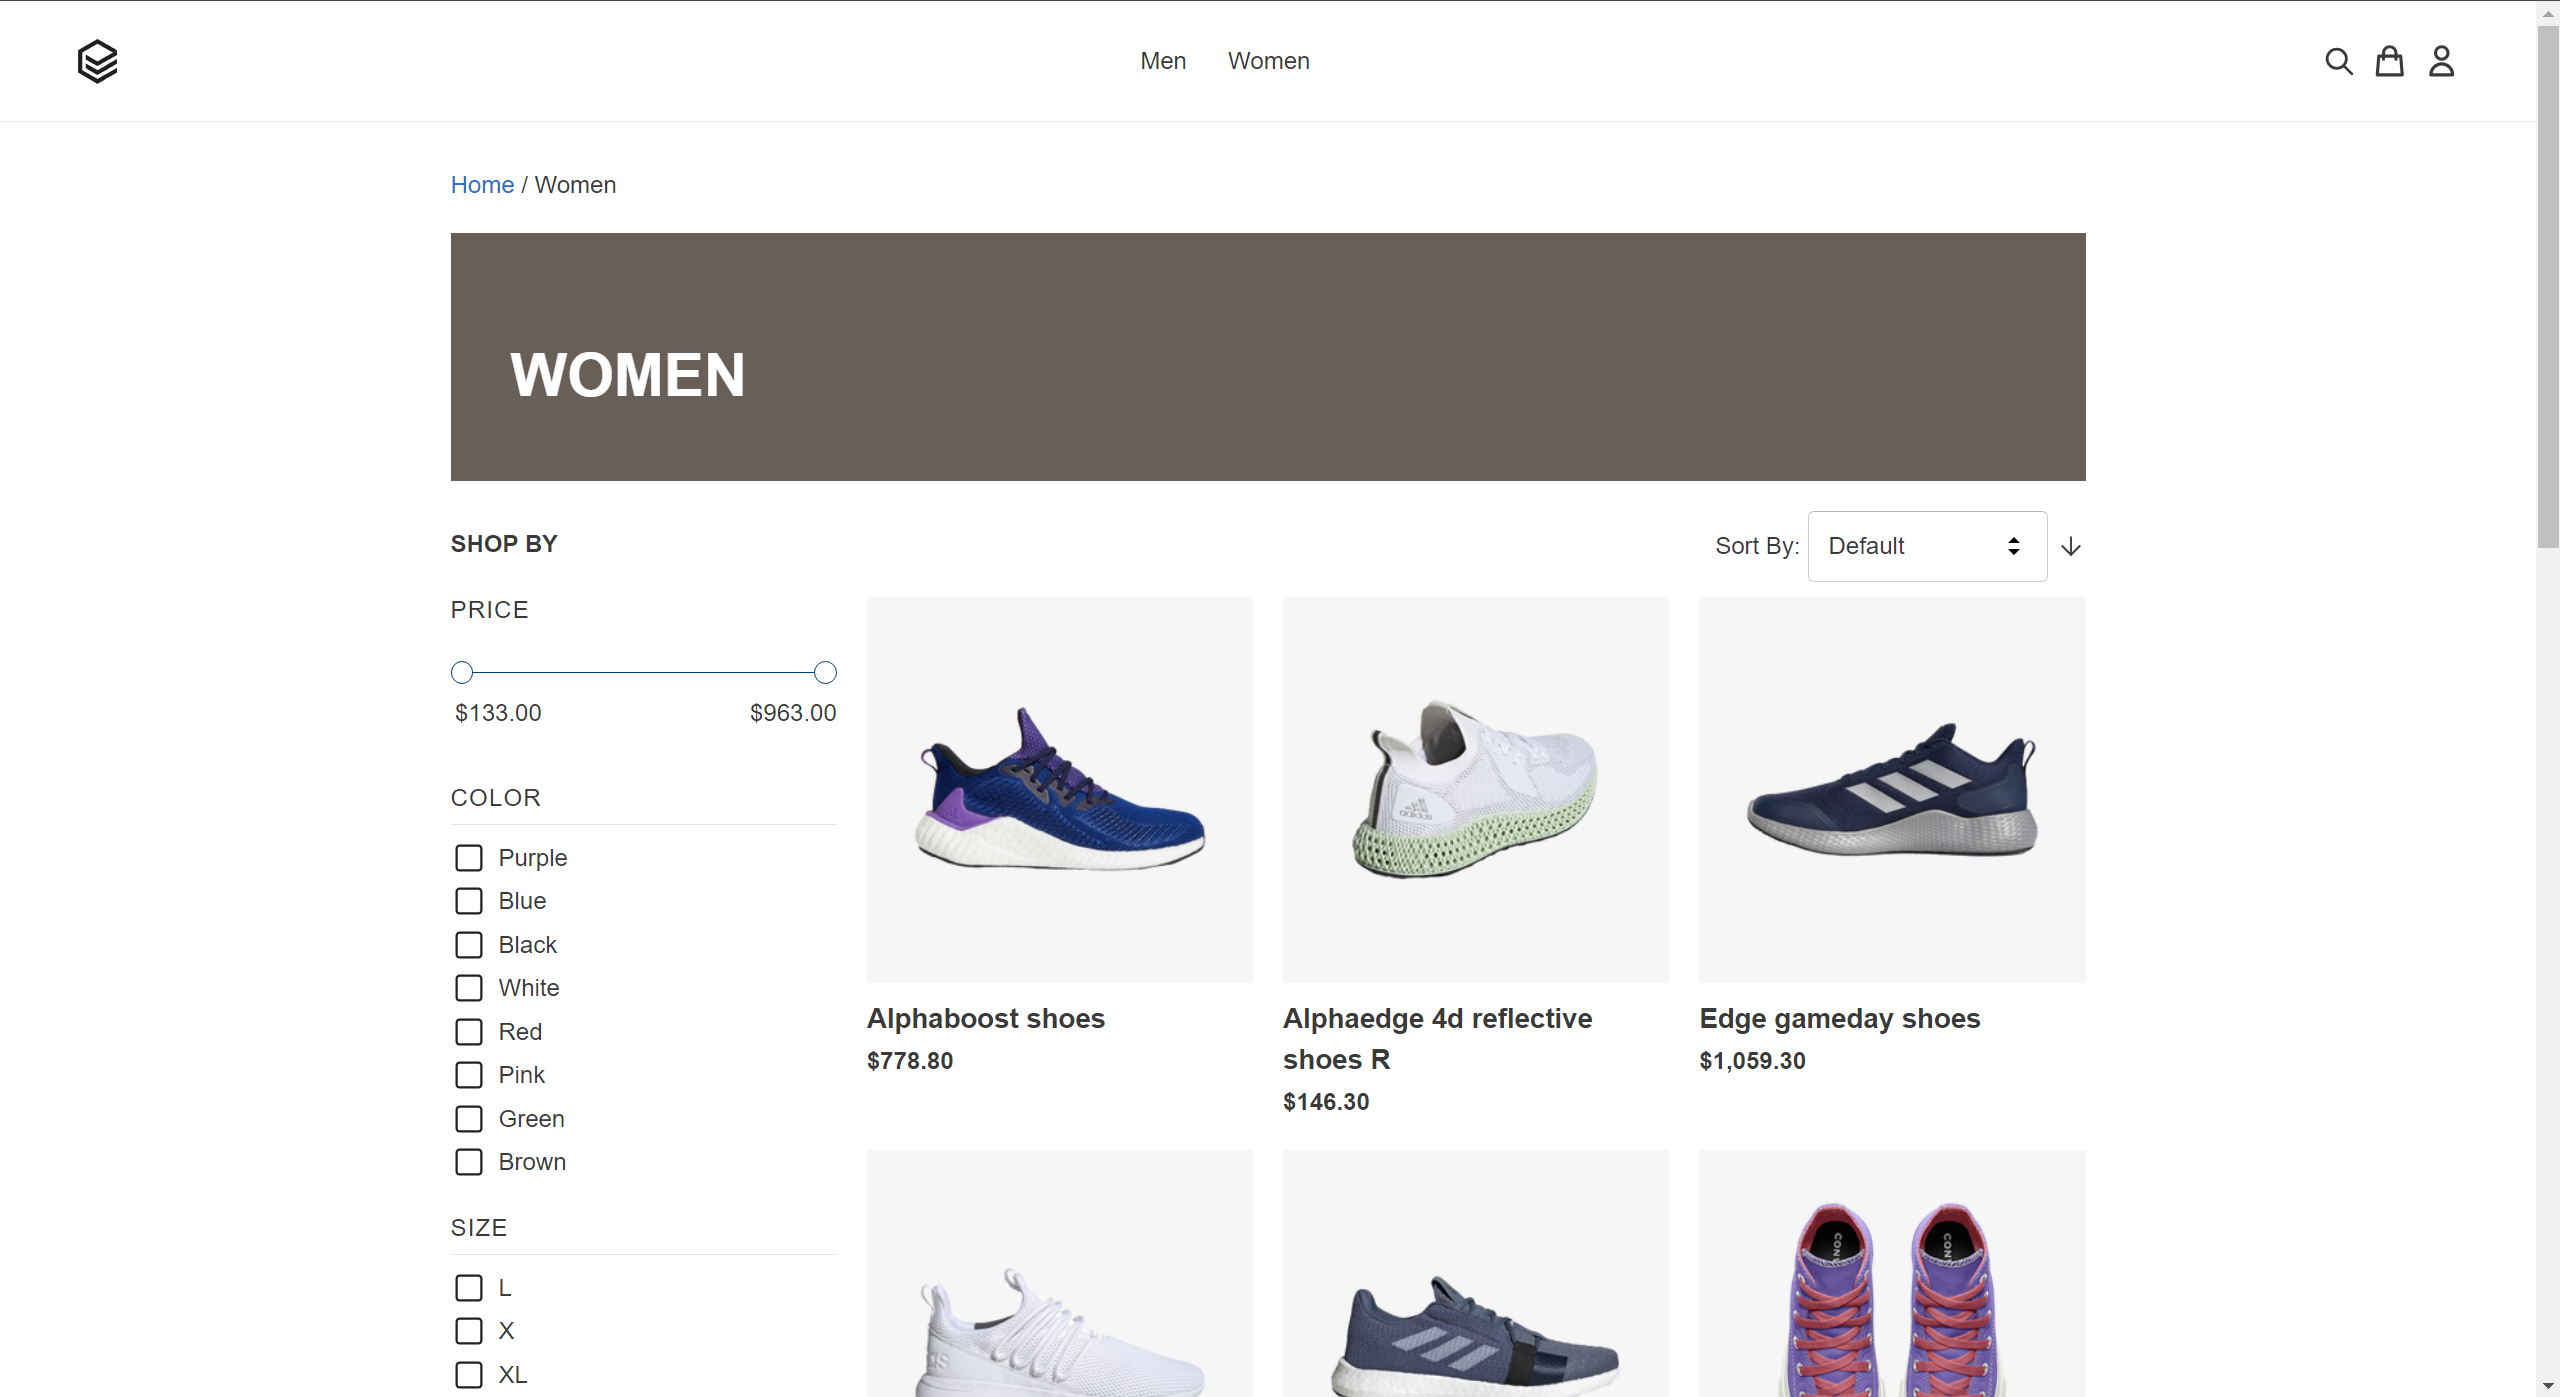 Men Women
Home / Women
WOMEN
SHOP BY
Sort By: Default
PRICE
$133.00 $963.00
COLOR
Purple
Blue
Black
White
Red
Pink
Green
Brown
SIZE
L
X
XL
adidas
Alphaboost shoes
$778.80
Alphaedge 4d reflective
shoes R
$146.30
Edge gameday shoes
$1,059.30